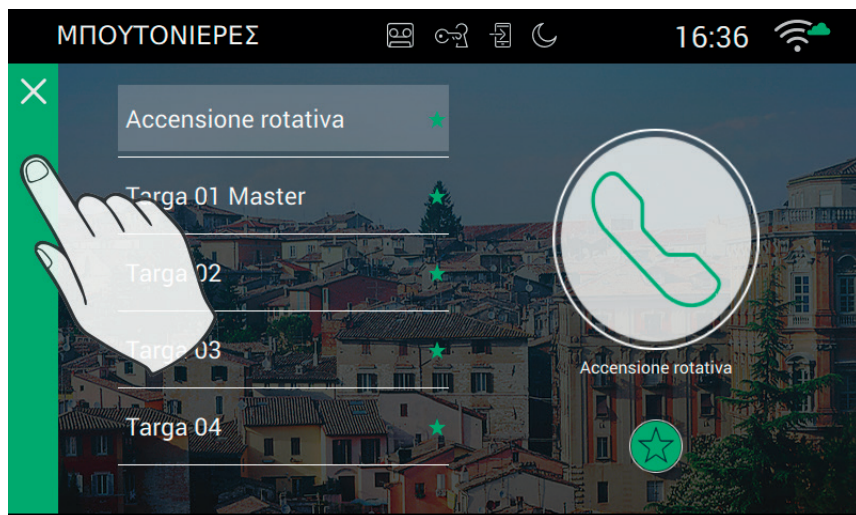 ΜΠΟΥΤΟΝΙΕΡΕΣ 16:36
Accensione rotativa
Targa 01 Master
Targa 02
Targa 03
Accensione rotativa
Targa 04